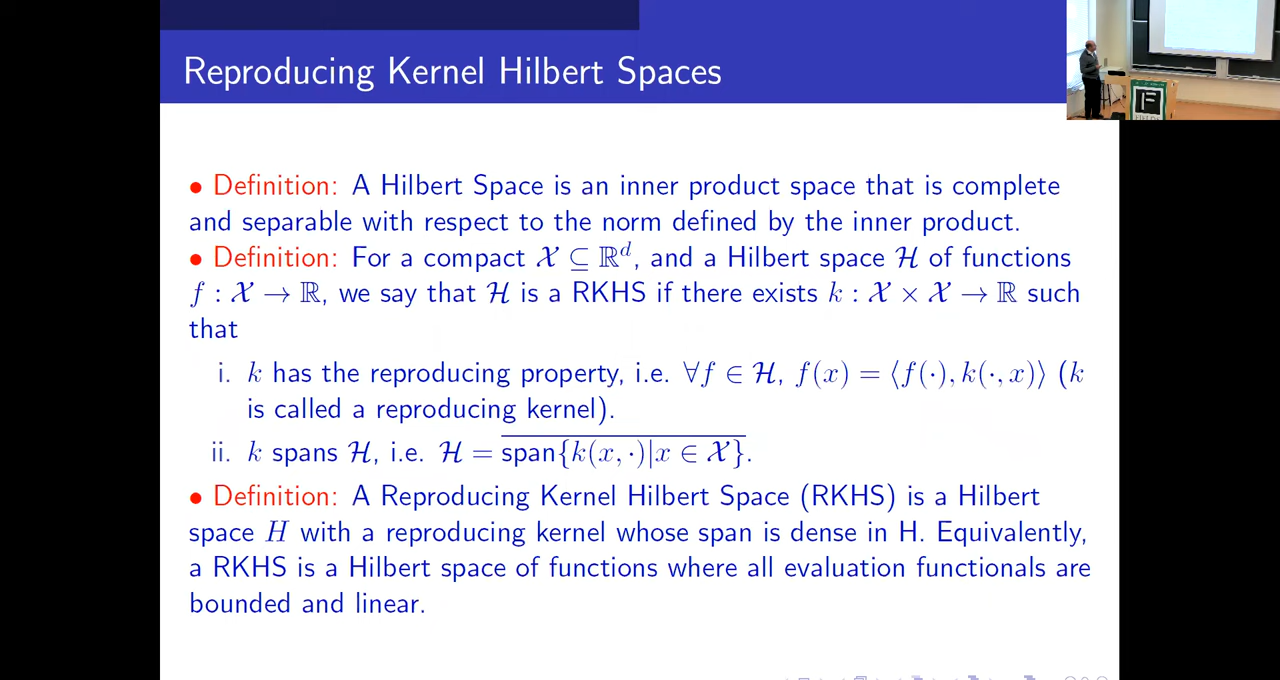 Reproducing Kernel Hilbert Spaces
• Definition: A Hilbert Space is an inner product space that is complete
and separable with respect to the norm defined by the inner product.
• Definition: For a compact 𝒳 ⊆ ℝᵈ, and a Hilbert space ℋ of functions
f : 𝒳 → ℝ, we say that ℋ is a RKHS if there exists k : 𝒳 × 𝒳 → ℝ such
that
i. k has the reproducing property, i.e. ∀f ∈ ℋ, f(x) = ⟨f(·), k(·, x)⟩ (k
is called a reproducing kernel).
ii. k spans ℋ, i.e. ℋ = \overline{span{k(x, ·)|x ∈ 𝒳}}.
• Definition: A Reproducing Kernel Hilbert Space (RKHS) is a Hilbert
space H with a reproducing kernel whose span is dense in H. Equivalently,
a RKHS is a Hilbert space of functions where all evaluation functionals are
bounded and linear.